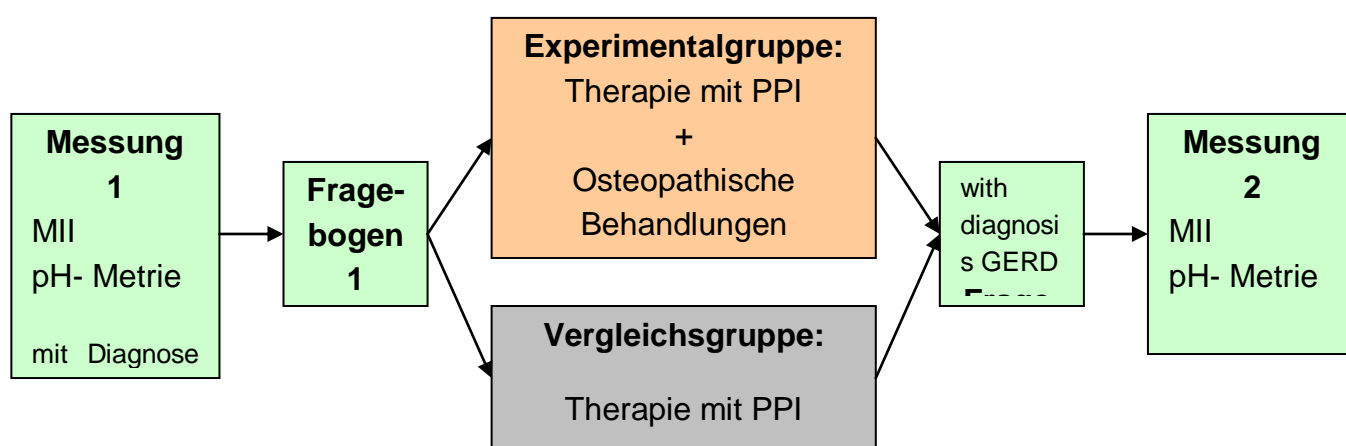 Messung
1
MII
pH- Metrie
mit Diagnose
Frage-
bogen
1
Experimentalgruppe:
Therapie mit PPI
+
Osteopathische
Behandlungen
Vergleichsgruppe:
Therapie mit PPI
with
diagnosi
s GERD
Messung
2
MII
pH- Metrie